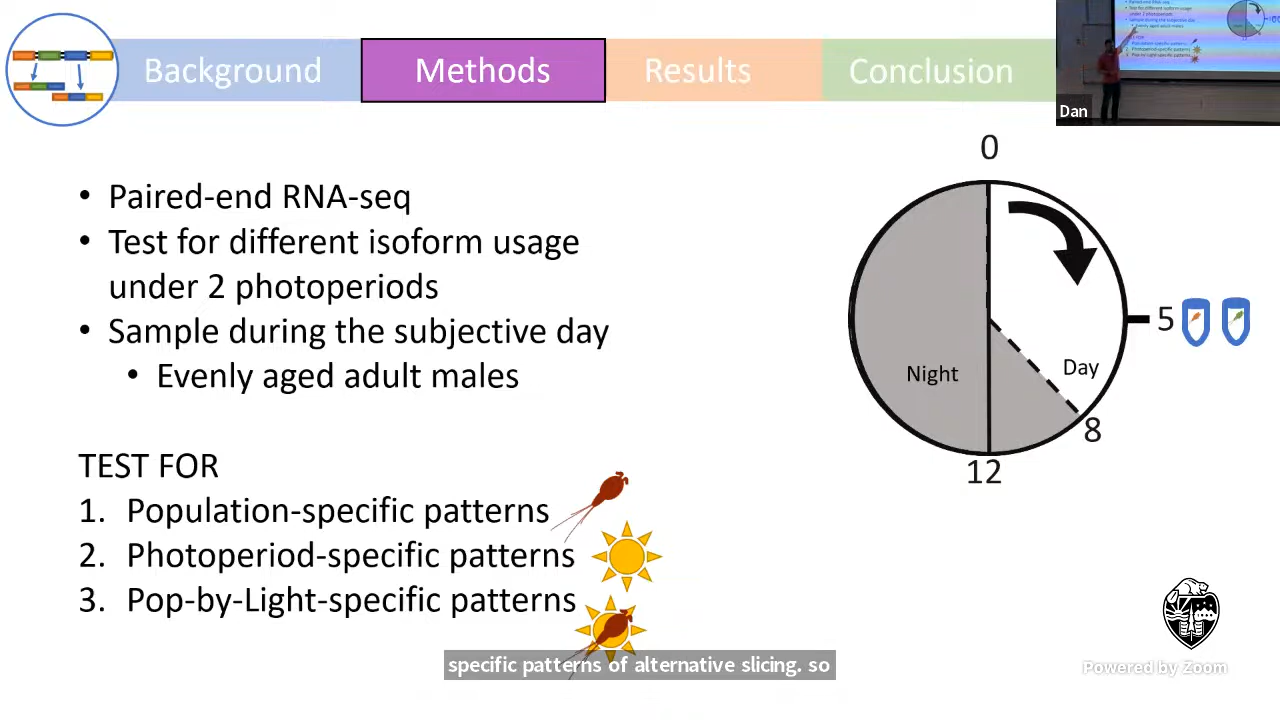 Background
Methods
Results
Conclusion
Dan
• Paired-end RNA-seq
• Test for different isoform usage
under 2 photoperiods
• Sample during the subjective day
• Evenly aged adult males
TEST FOR
1. Population-specific patterns
2. Photoperiod-specific patterns
3. Pop-by-Light-specific patterns
0
5
Night
Day
8
12
specific patterns of alternative slicing. so
Powered by Zoom